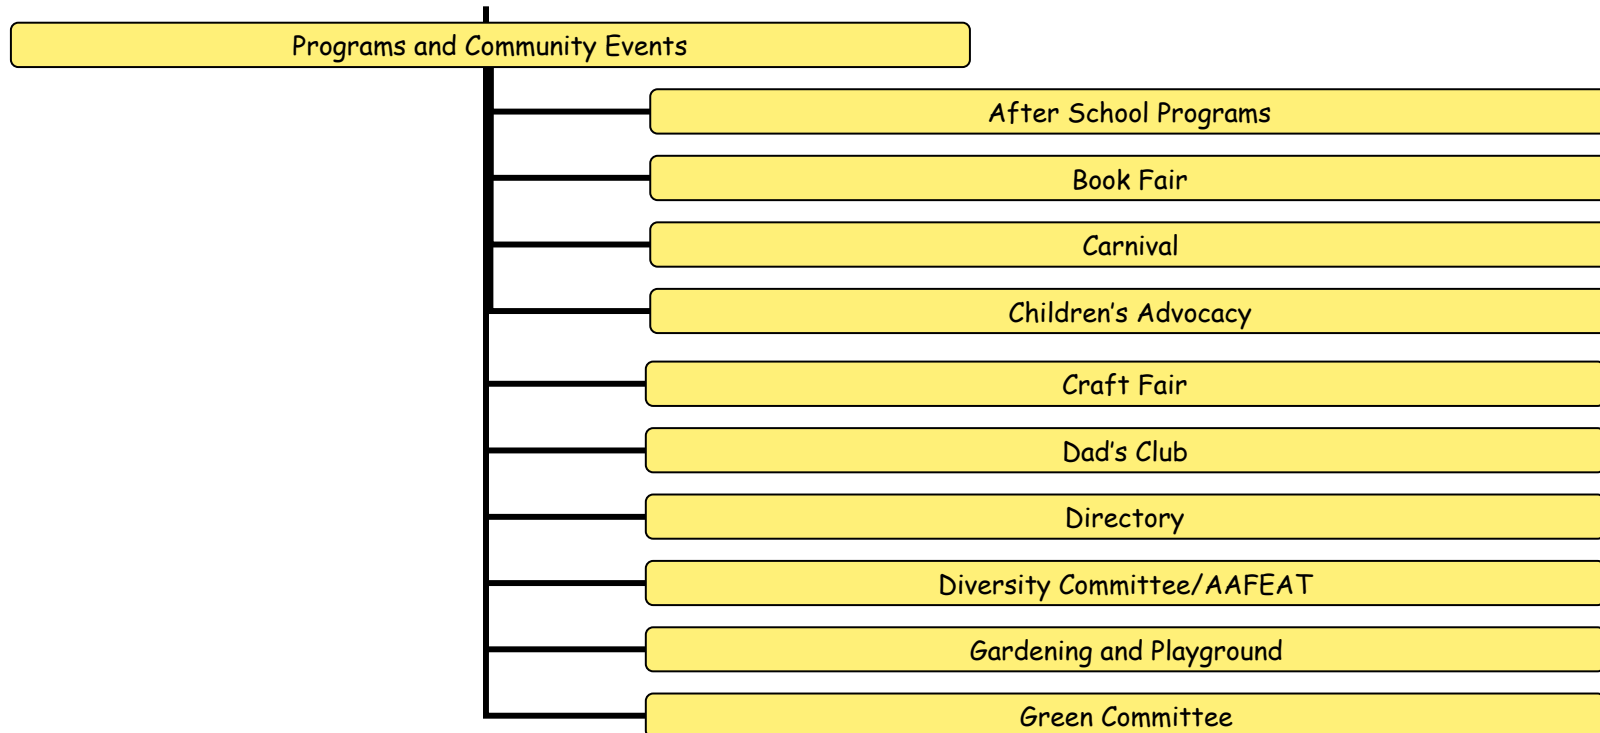 Programs and Community Events
After School Programs
Book Fair
Carnival
Children's Advocacy
Craft Fair
Dad's Club
Directory
Diversity Committee/AAFEAT
Gardening and Playground
Green Committee